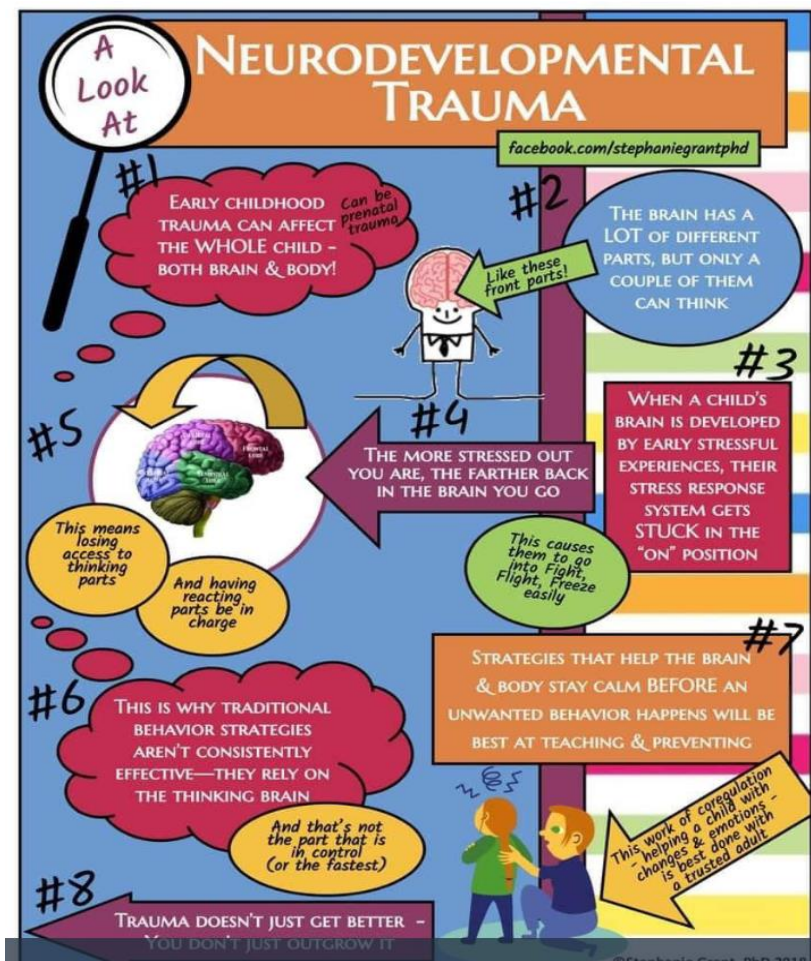 A
Look
At
NEURODEVELOPMENTAL
TRAUMA
facebook.com/stephaniegrantphd
#1
EARLY CHILDHOOD
TRAUMA CAN AFFECT
THE WHOLE CHILD –
BOTH BRAIN & BODY!
Can be
prenatal
trauma
#2
THE BRAIN HAS A
LOT OF DIFFERENT
PARTS, BUT ONLY A
COUPLE OF THEM
CAN THINK
Like these
front parts!
#3
WHEN A CHILD'S
BRAIN IS DEVELOPED
BY EARLY STRESSFUL
EXPERIENCES, THEIR
STRESS RESPONSE
SYSTEM GETS
STUCK IN THE
"ON" POSITION
This causes
them to go
into Fight,
Flight, Freeze
easily
#4
THE MORE STRESSED OUT
YOU ARE, THE FARTHER BACK
IN THE BRAIN YOU GO
#5
FRONTAL
LOBE
This means
losing
access to
thinking
parts
And having
reacting
parts be in
charge
#6
THIS IS WHY TRADITIONAL
BEHAVIOR STRATEGIES
AREN'T CONSISTENTLY
EFFECTIVE—THEY RELY ON
THE THINKING BRAIN
And that's not
the part that is
in control
(or the fastest)
#7
STRATEGIES THAT HELP THE BRAIN
& BODY STAY CALM BEFORE AN
UNWANTED BEHAVIOR HAPPENS WILL BE
BEST AT TEACHING & PREVENTING
This work of coregulation
- helping a child with
changes & emotions -
is best done with
a trusted adult
#8
TRAUMA DOESN'T JUST GET BETTER –
YOU DON'T JUST OUTGROW IT
©Stephanie Grant, PhD